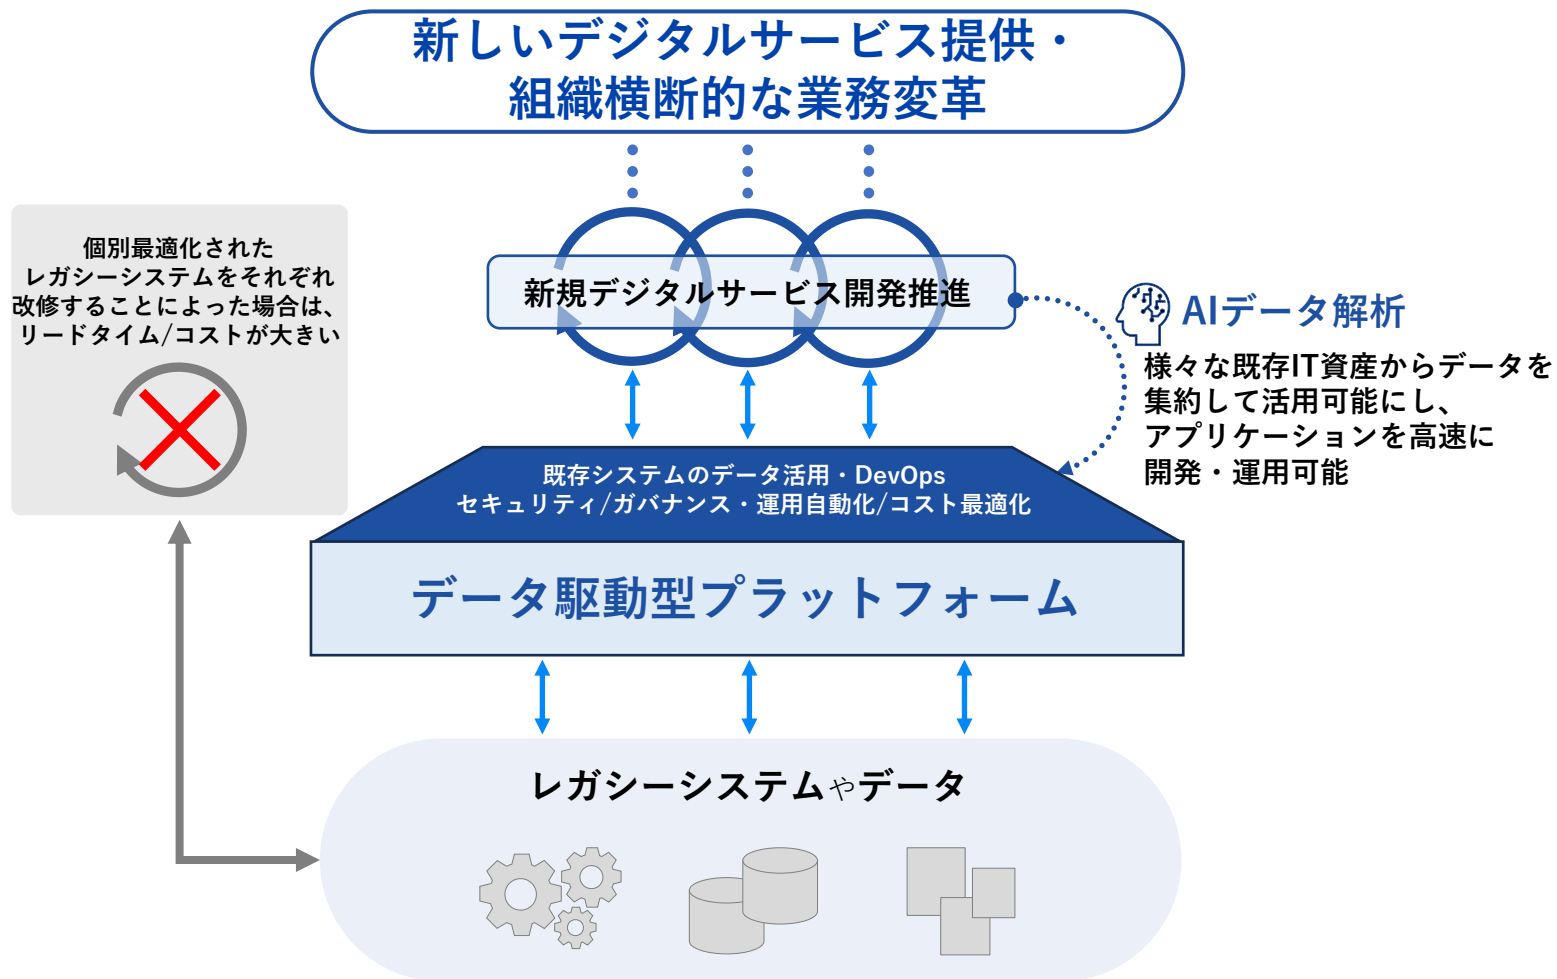 新しいデジタルサービス提供・
組織横断的な業務変革
個別最適化された
レガシーシステムをそれぞれ
改修することによった場合は、
リードタイム/コストが大きい
新規デジタルサービス開発推進
AIデータ解析
様々な既存IT資産からデータを
集約して活用可能にし、
アプリケーションを高速に
開発・運用可能
既存システムのデータ活用・DevOps
セキュリティ/ガバナンス・運用自動化/コスト最適化
データ駆動型プラットフォーム
レガシーシステムやデータ